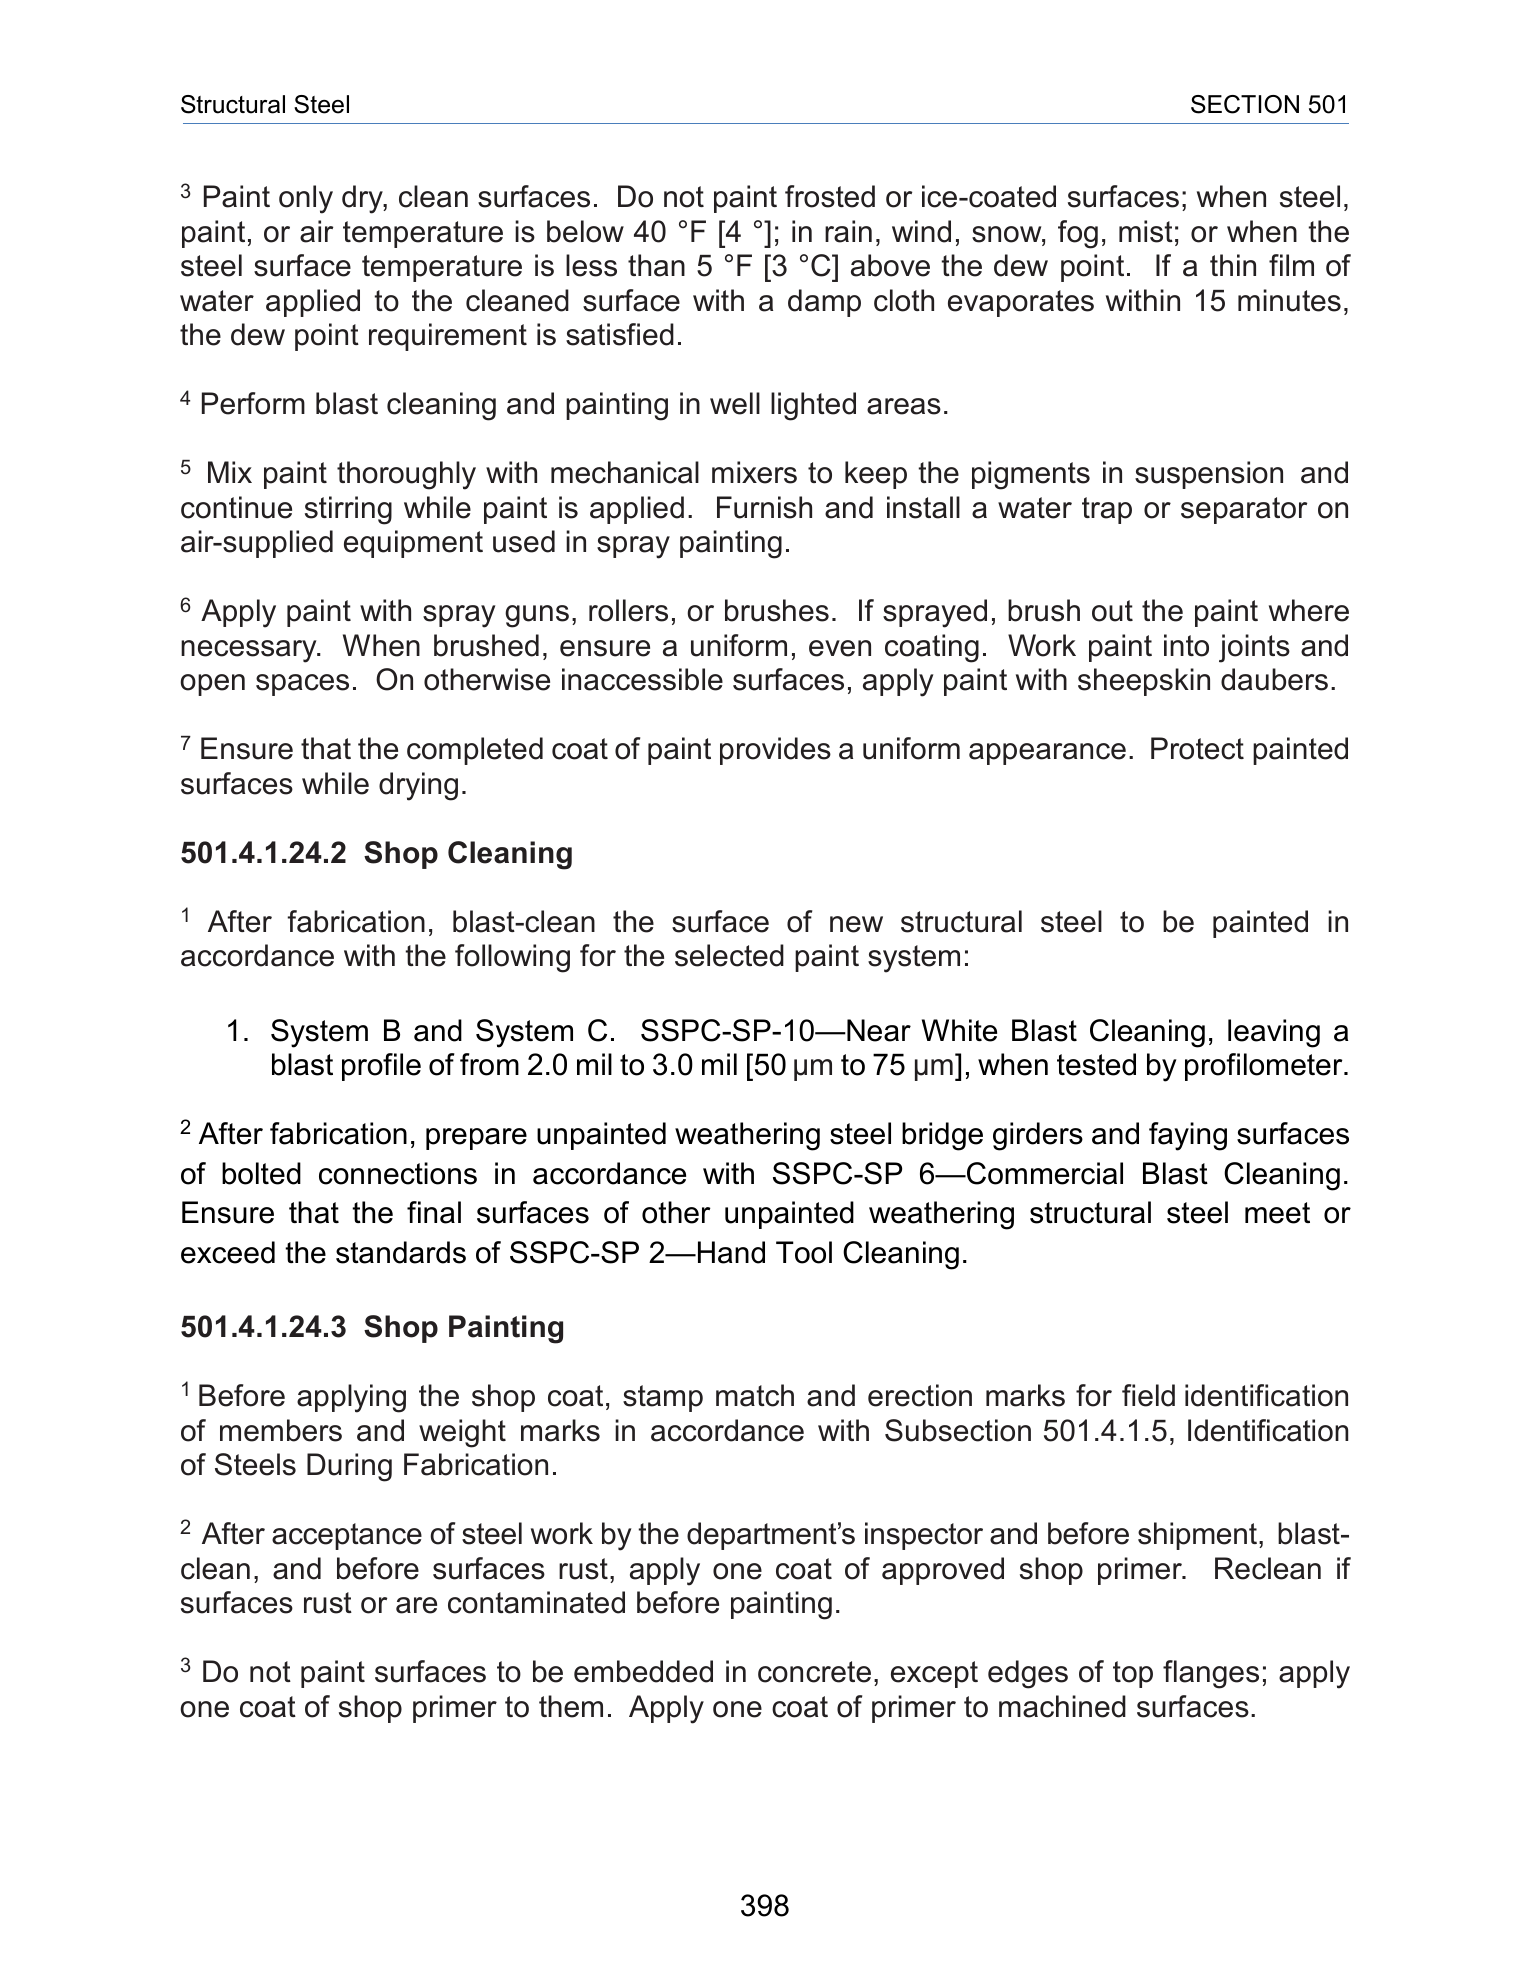 Structural Steel SECTION 501
3 Paint only dry, clean surfaces. Do not paint frosted or ice-coated surfaces; when steel,
paint, or air temperature is below 40 °F [4 °]; in rain, wind, snow, fog, mist; or when the
steel surface temperature is less than 5 °F [3 °C] above the dew point. If a thin film of
water applied to the cleaned surface with a damp cloth evaporates within 15 minutes,
the dew point requirement is satisfied.
4 Perform blast cleaning and painting in well lighted areas.
5 Mix paint thoroughly with mechanical mixers to keep the pigments in suspension and
continue stirring while paint is applied. Furnish and install a water trap or separator on
air-supplied equipment used in spray painting.
6 Apply paint with spray guns, rollers, or brushes. If sprayed, brush out the paint where
necessary. When brushed, ensure a uniform, even coating. Work paint into joints and
open spaces. On otherwise inaccessible surfaces, apply paint with sheepskin daubers.
7 Ensure that the completed coat of paint provides a uniform appearance. Protect painted
surfaces while drying.
501.4.1.24.2 Shop Cleaning
1 After fabrication, blast-clean the surface of new structural steel to be painted in
accordance with the following for the selected paint system:
1. System B and System C. SSPC-SP-10—Near White Blast Cleaning, leaving a
blast profile of from 2.0 mil to 3.0 mil [50 µm to 75 µm], when tested by profilometer.
2 After fabrication, prepare unpainted weathering steel bridge girders and faying surfaces
of bolted connections in accordance with SSPC-SP 6—Commercial Blast Cleaning.
Ensure that the final surfaces of other unpainted weathering structural steel meet or
exceed the standards of SSPC-SP 2—Hand Tool Cleaning.
501.4.1.24.3 Shop Painting
1 Before applying the shop coat, stamp match and erection marks for field identification
of members and weight marks in accordance with Subsection 501.4.1.5, Identification
of Steels During Fabrication.
2 After acceptance of steel work by the department’s inspector and before shipment, blast-
clean, and before surfaces rust, apply one coat of approved shop primer. Reclean if
surfaces rust or are contaminated before painting.
3 Do not paint surfaces to be embedded in concrete, except edges of top flanges; apply
one coat of shop primer to them. Apply one coat of primer to machined surfaces.
398